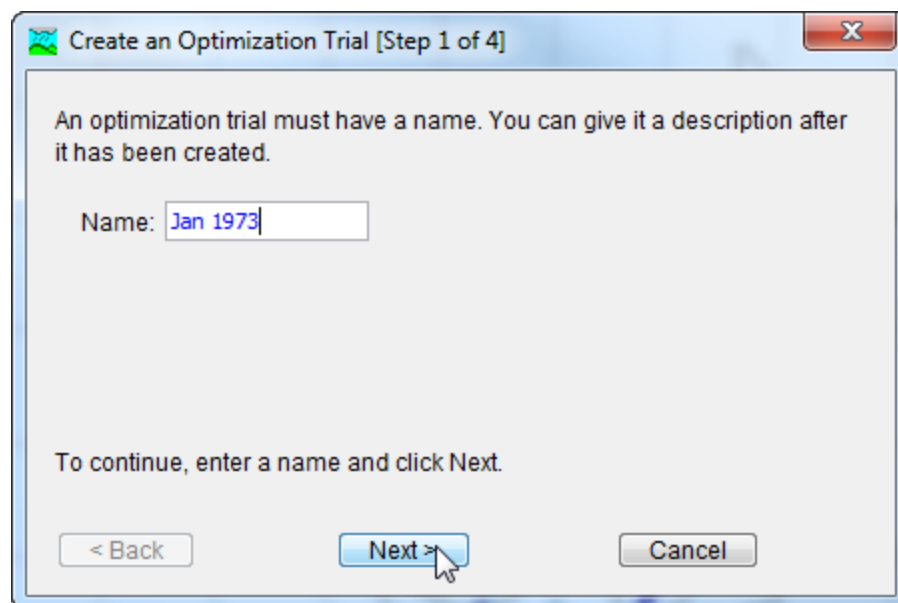 Create an Optimization Trial [Step 1 of 4]
An optimization trial must have a name. You can give it a description after
it has been created.
Name: Jan 1973
To continue, enter a name and click Next.
< Back Next > Cancel